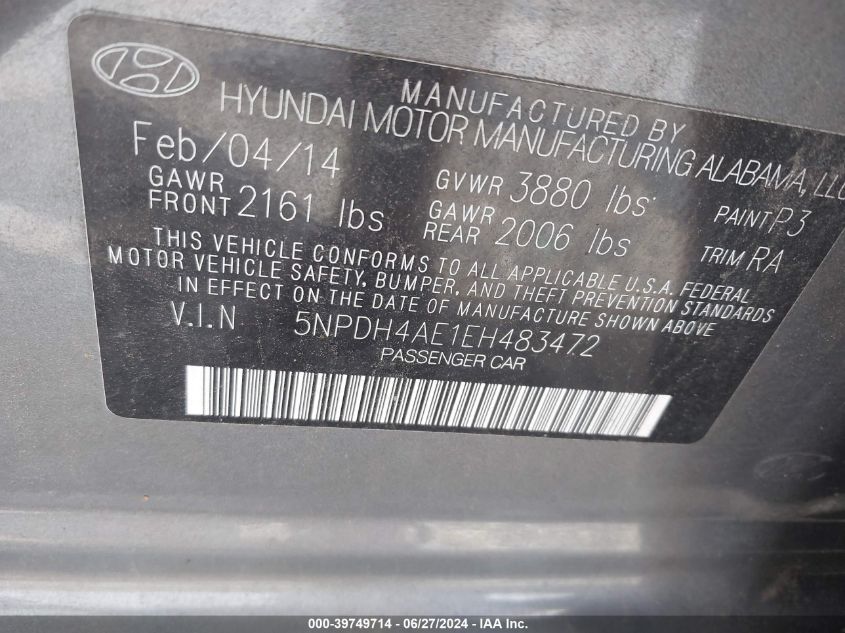 MANUFACTURED BY
HYUNDAI MOTOR MANUFACTURING ALABAMA, LLC
Feb/04/14
GVWR 3880 lbs
PAINT P3
GAWR FRONT 2161 lbs
GAWR REAR 2006 lbs
TRIM RA
THIS VEHICLE CONFORMS TO ALL APPLICABLE U.S.A. FEDERAL
MOTOR VEHICLE SAFETY, BUMPER, AND THEFT PREVENTION STANDARDS
IN EFFECT ON THE DATE OF MANUFACTURE SHOWN ABOVE
V.I.N 5NPDH4AE1EH483472
PASSENGER CAR
000-39749714 - 06/27/2024 - IAA Inc.